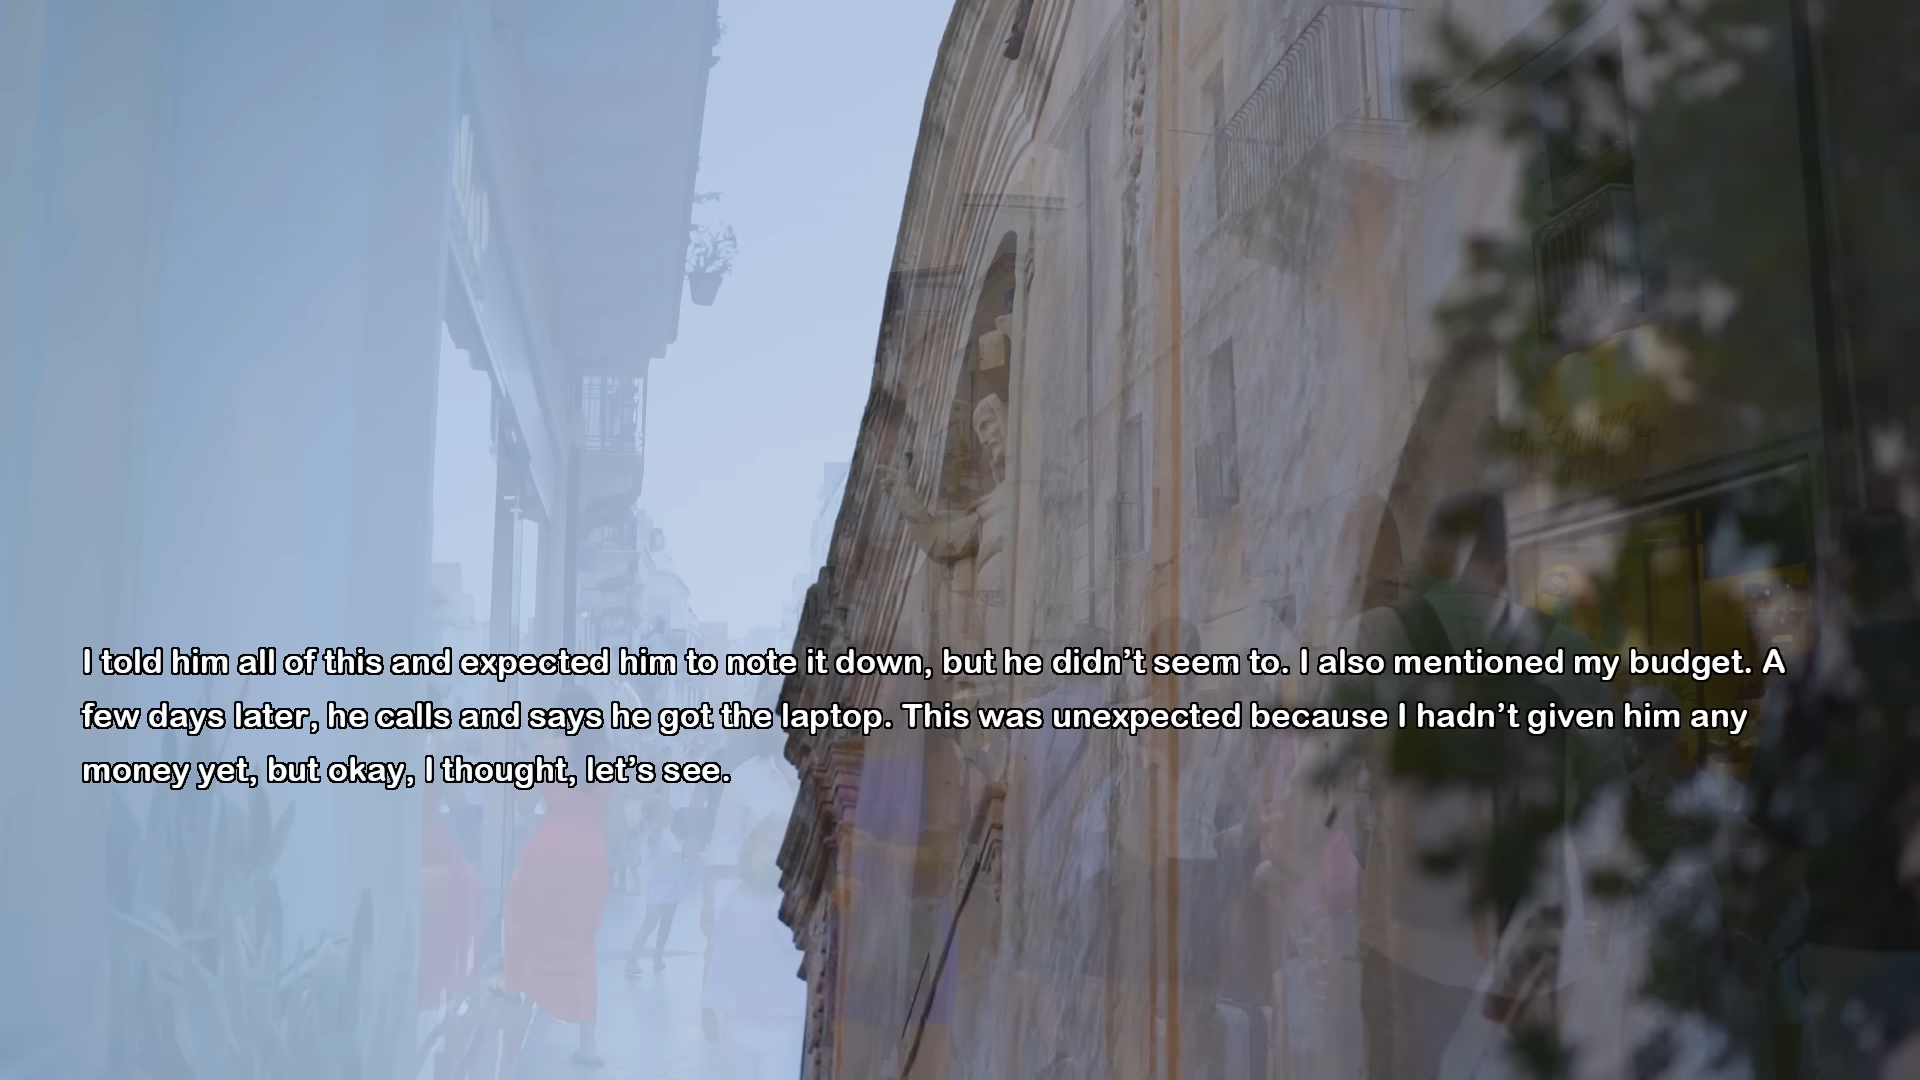 I told him all of this and expected him to note it down, but he didn’t seem to. I also mentioned my budget. A
few days later, he calls and says he got the laptop. This was unexpected because I hadn’t given him any
money yet, but okay, I thought, let’s see.